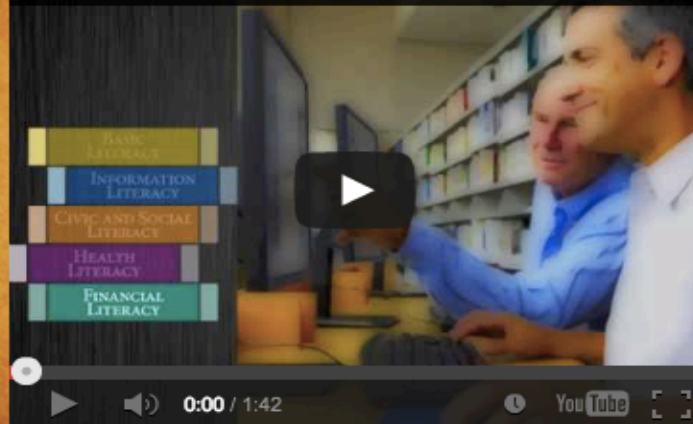 BASIC
LITERACY
INFORMATION
LITERACY
CIVIC AND SOCIAL
LITERACY
HEALTH
LITERACY
FINANCIAL
LITERACY
0:00 / 1:42
YouTube